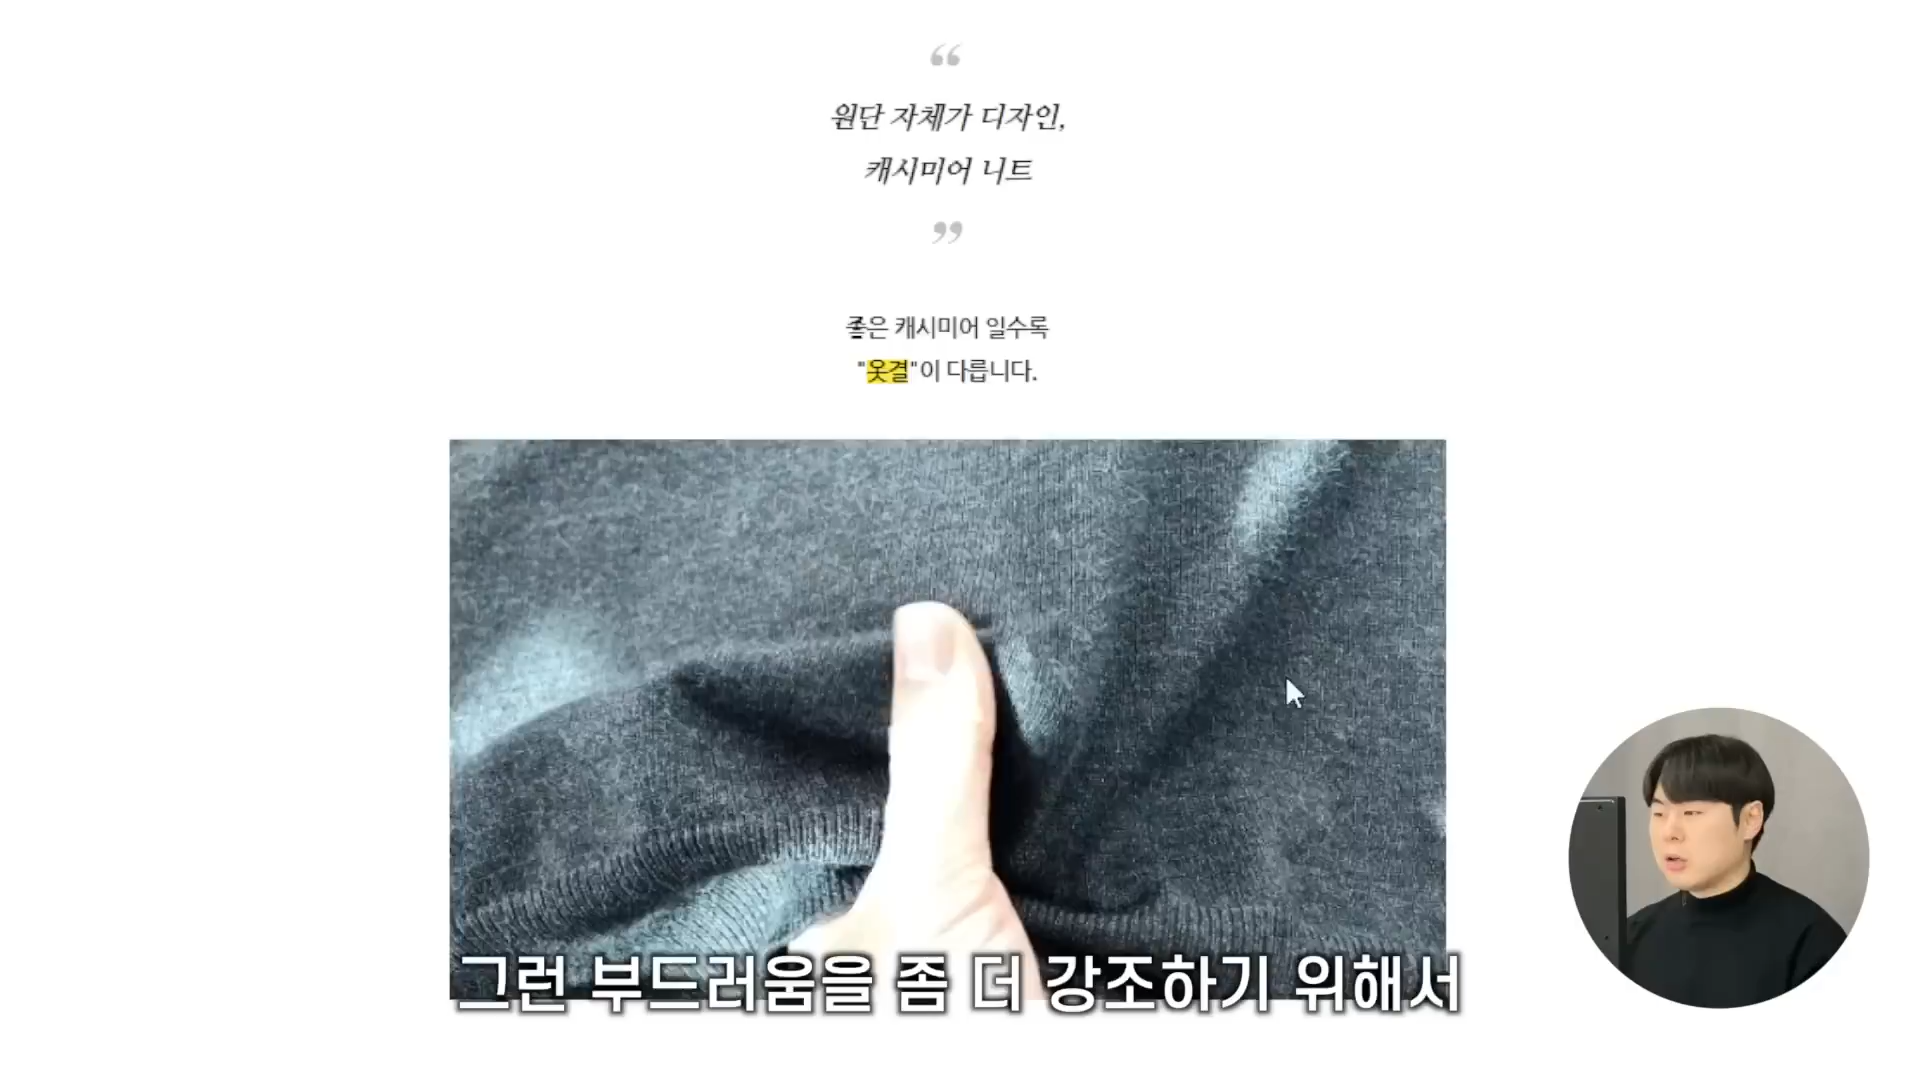 “
원단 자체가 디자인,
캐시미어 니트
”
좋은 캐시미어 일수록
"옷결"이 다릅니다.
그런 부드러움을 좀 더 강조하기 위해서